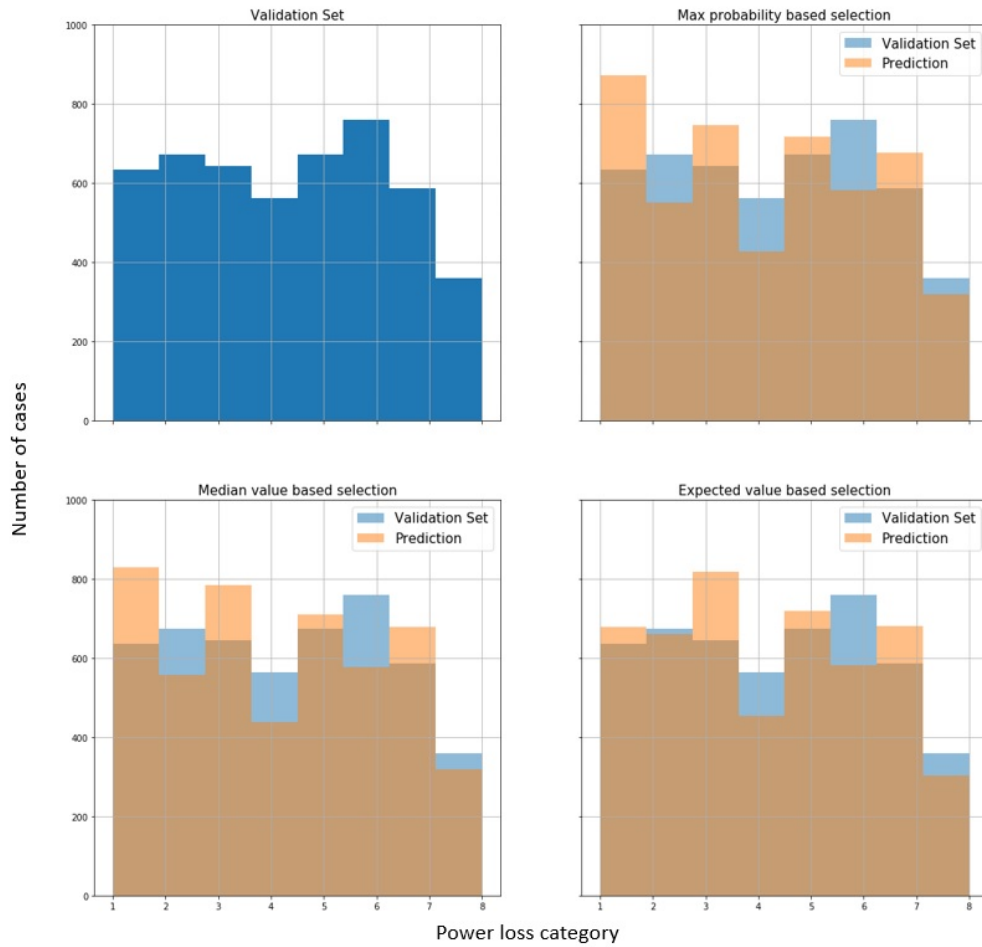 Validation Set
1000
800
600
400
200
0
Max probability based selection
Validation Set
Prediction
Number of cases
Median value based selection
Validation Set
Prediction
1000
800
600
400
200
0
1 2 3 4 5 6 7 8
Expected value based selection
Validation Set
Prediction
1 2 3 4 5 6 7 8
Power loss category